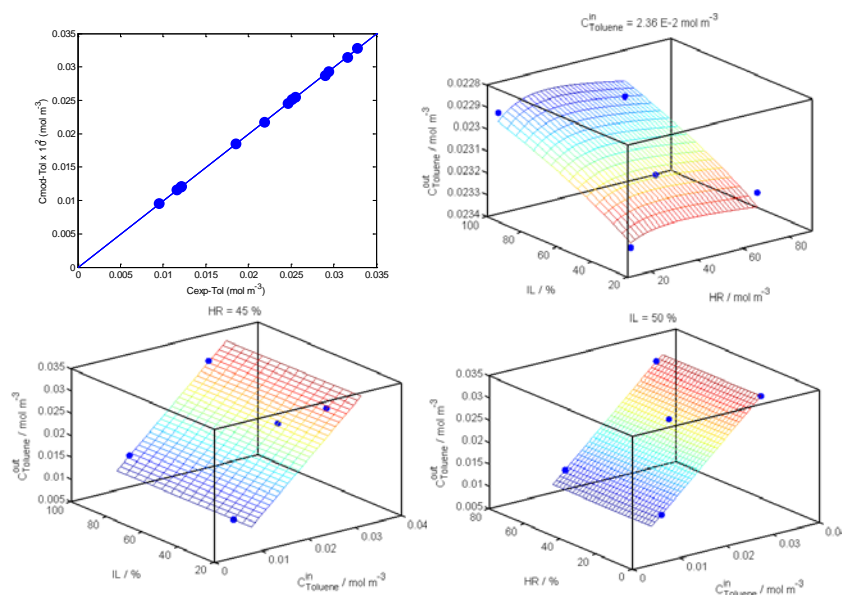 0.035
0.03
0.025
0.02
0.015
0.01
0.005
0
Cmod-Tol x 10² (mol m⁻³)
0 0.005 0.01 0.015 0.02 0.025 0.03 0.035
Cexp-Tol (mol m⁻³)
C^in_Toluene = 2.36 E-2 mol m⁻³
0.0228
0.0229
0.023
0.0231
0.0232
0.0233
0.0234
C^out_Toluene / mol m⁻³
100 80 60 40 20
IL / %
20 40 60 80
HR / mol m⁻³
HR = 45 %
0.035
0.03
0.025
0.02
0.015
0.01
0.005
C^out_Toluene / mol m⁻³
100 80 60 40 20
IL / %
0 0.01 0.02 0.03 0.04
C^in_Toluene / mol m⁻³
IL = 50 %
0.035
0.03
0.025
0.02
0.015
0.01
0.005
C^out_Toluene / mol m⁻³
80 60 40 20 0
HR / %
0 0.01 0.02 0.03
C^in_Toluene / mol m⁻³